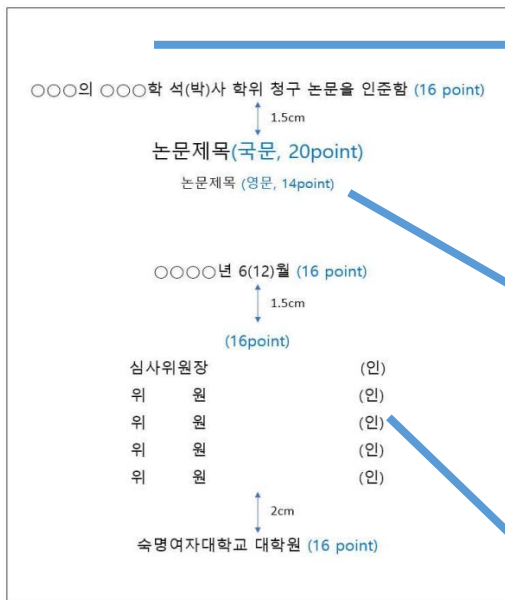 ○○○의 ○○○학 석(박)사 학위 청구 논문을 인준함 (16 point)
1.5cm
논문제목(국문, 20point)
논문제목 (영문, 14point)
○○○○년 6(12)월 (16 point)
1.5cm
(16point)
심사위원장 (인)
위 원 (인)
위 원 (인)
위 원 (인)
위 원 (인)
2cm
숙명여자대학교 대학원 (16 point)